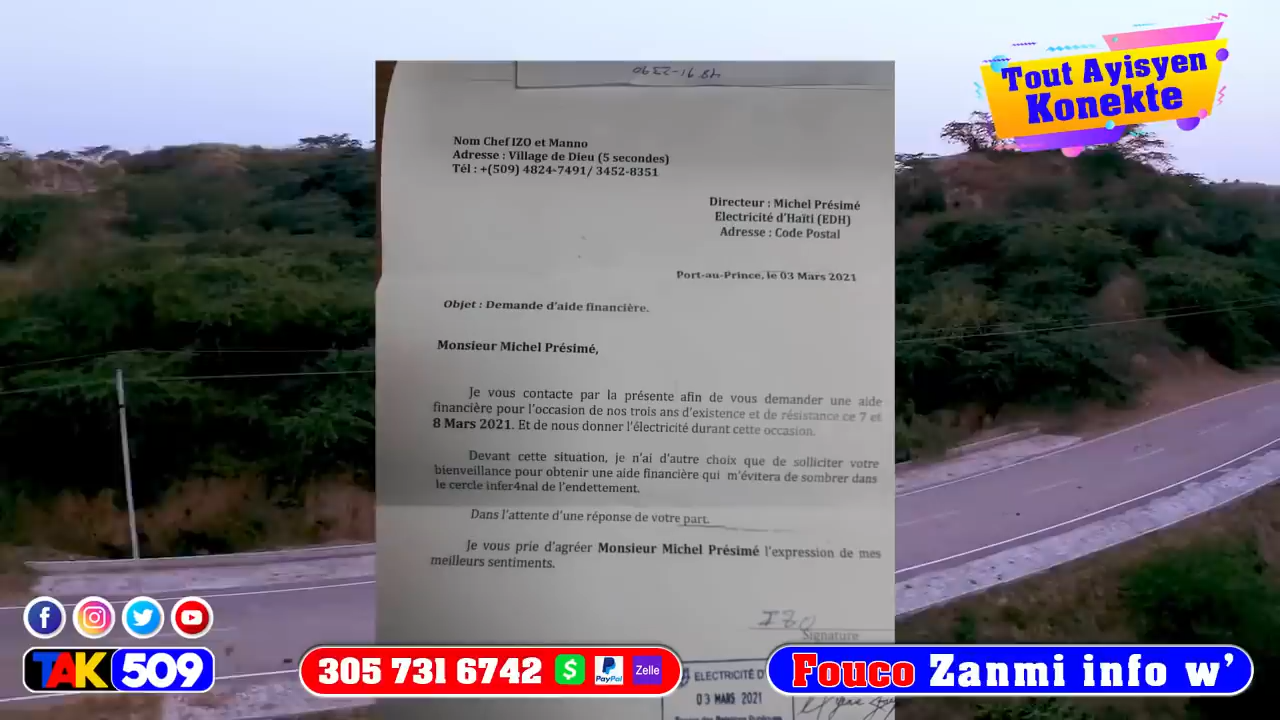 Tout Ayisyen
Konekte
48 91-2390
Nom Chef IZO et Manno
Adresse : Village de Dieu (5 secondes)
Tél : +(509) 4824-7491/ 3452-8351
Directeur : Michel Présimé
Electricité d'Haïti (EDH)
Adresse : Code Postal
Port-au-Prince, le 03 Mars 2021
Objet : Demande d'aide financière.
Monsieur Michel Présimé,
Je vous contacte par la présente afin de vous demander une aide
financière pour l'occasion de nos trois ans d'existence et de résistance ce 7 et
8 Mars 2021. Et de nous donner l'électricité durant cette occasion.
Devant cette situation, je n'ai d'autre choix que de solliciter votre
bienveillance pour obtenir une aide financière qui m'évitera de sombrer dans
le cercle infer4nal de l'endettement.
Dans l'attente d'une réponse de votre part.
Je vous prie d'agréer Monsieur Michel Présimé l'expression de mes
meilleurs sentiments.
IZO
Signature
ELECTRICITÉ D'
03 MARS 2021
TAK 509
305 731 6742 $ PayPal Zelle
Fouco Zanmi info w'